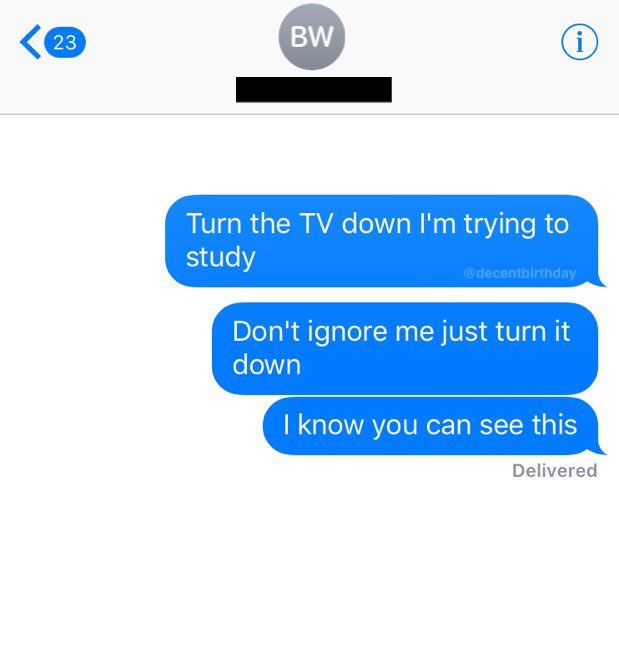 23
BW
i
Turn the TV down I'm trying to
study
@decentbirthday
Don't ignore me just turn it
down
I know you can see this
Delivered